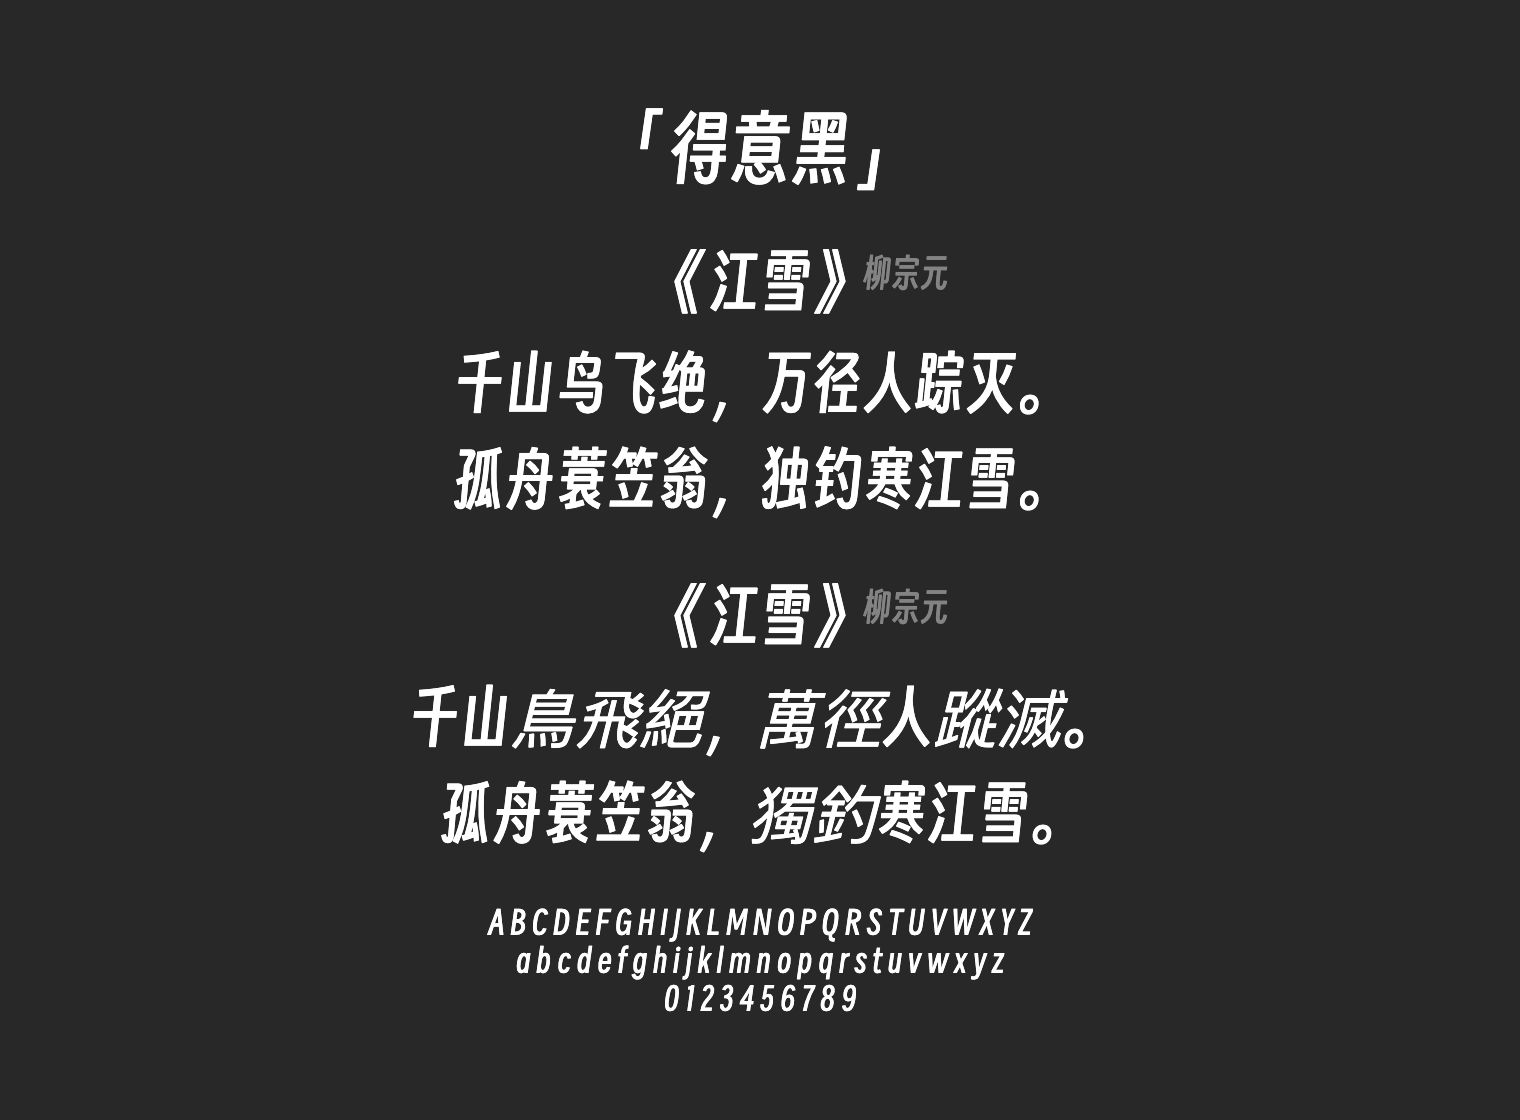 「得意黑」
《江雪》柳宗元
千山鸟飞绝，万径人踪灭。
孤舟蓑笠翁，独钓寒江雪。
《江雪》柳宗元
千山鳥飛絕，萬徑人蹤滅。
孤舟蓑笠翁，獨釣寒江雪。
ABCDEFGHIJKLMNOPQRSTUVWXYZ
abcdefghijklmnopqrstuvwxyz
0123456789